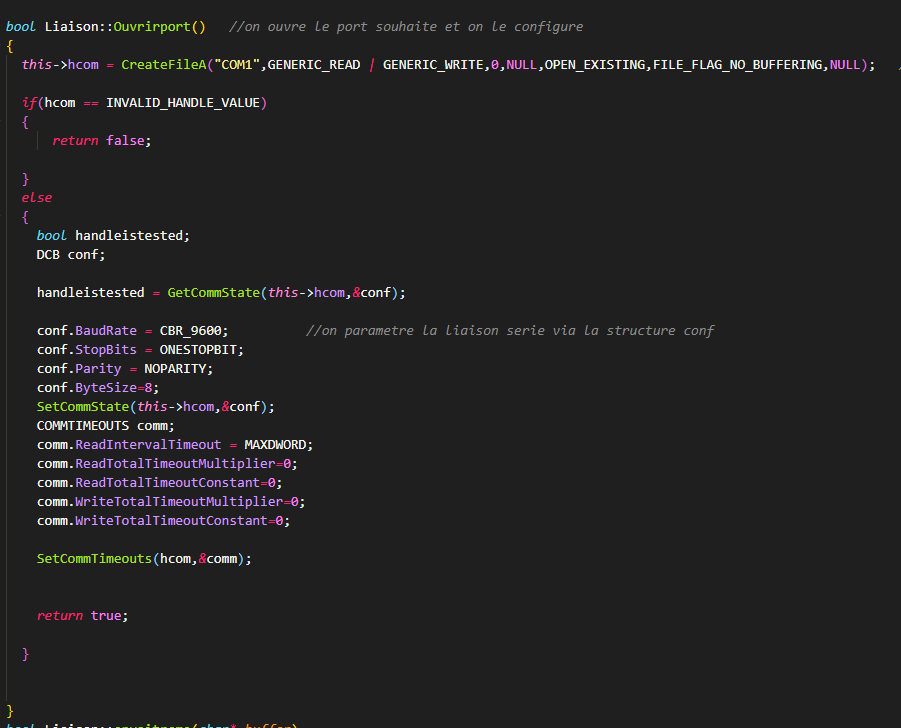 bool Liaison::Ouvrirport()   //on ouvre le port souhaite et on le configure
{
  this->hcom = CreateFileA("COM1",GENERIC_READ | GENERIC_WRITE,0,NULL,OPEN_EXISTING,FILE_FLAG_NO_BUFFERING,NULL);
  if(hcom == INVALID_HANDLE_VALUE)
  {
      return false;
  }
  else
  {
    bool handleistested;
    DCB conf;
    handleistested = GetCommState(this->hcom,&conf);
    conf.BaudRate = CBR_9600;          //on parametre la liaison serie via la structure conf
    conf.StopBits = ONESTOPBIT;
    conf.Parity = NOPARITY;
    conf.ByteSize=8;
    SetCommState(this->hcom,&conf);
    COMMTIMEOUTS comm;
    comm.ReadIntervalTimeout = MAXDWORD;
    comm.ReadTotalTimeoutMultiplier=0;
    comm.ReadTotalTimeoutConstant=0;
    comm.WriteTotalTimeoutMultiplier=0;
    comm.WriteTotalTimeoutConstant=0;
    SetCommTimeouts(hcom,&comm);
    return true;
  }
}
bool Liaison::